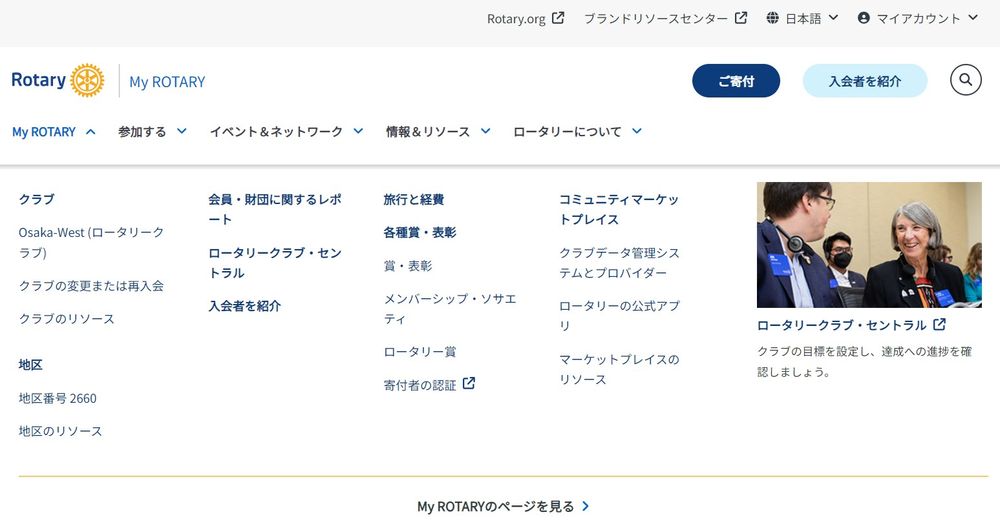 Rotary.org
ブランドリソースセンター
日本語
マイアカウント
Rotary
My ROTARY
ご寄付
入会者を紹介
My ROTARY
参加する
イベント＆ネットワーク
情報＆リソース
ロータリーについて
クラブ
Osaka-West (ロータリーク
ラブ)
クラブの変更または再入会
クラブのリソース
地区
地区番号 2660
地区のリソース
会員・財団に関するレポ
ート
ロータリークラブ・セン
トラル
入会者を紹介
旅行と経費
各種賞・表彰
賞・表彰
メンバーシップ・ソサエ
ティ
ロータリー賞
寄付者の認証
コミュニティマーケッ
トプレイス
クラブデータ管理シス
テムとプロバイダー
ロータリーの公式アプ
リ
マーケットプレイスの
リソース
ロータリークラブ・セントラル
クラブの目標を設定し、達成への進捗を確
認しましょう。
My ROTARYのページを見る